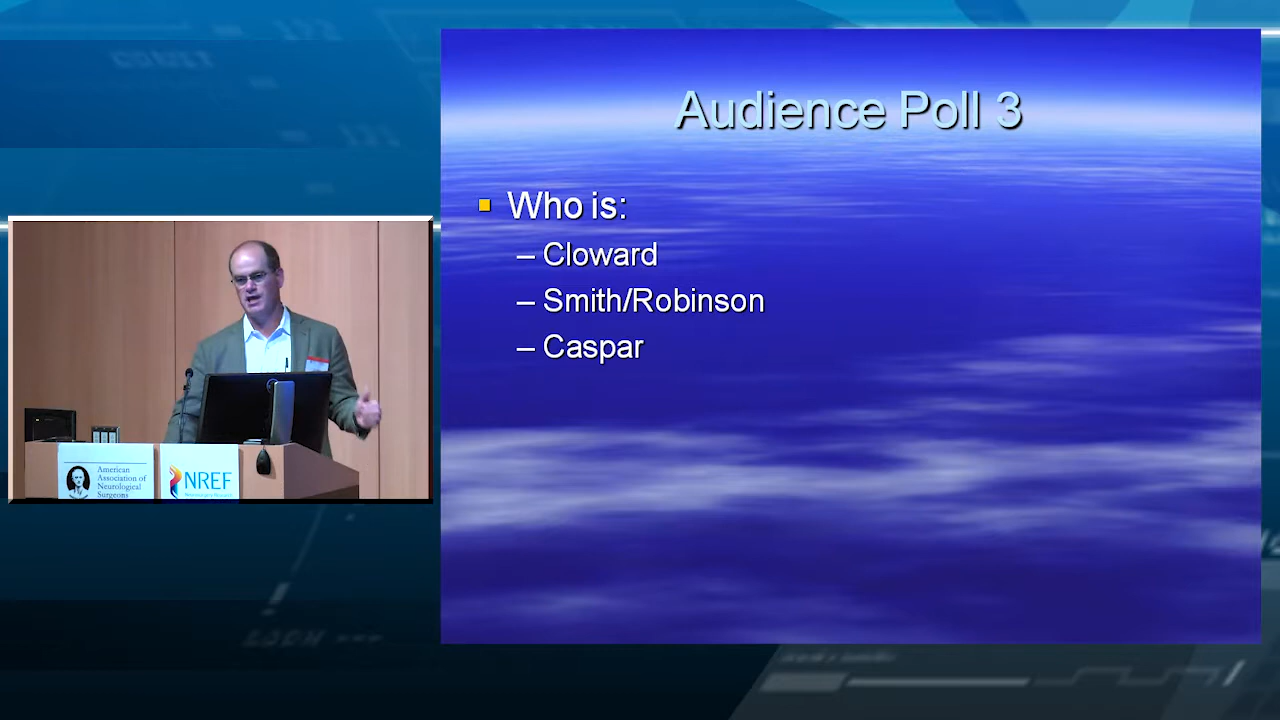 Audience Poll 3
Who is:
– Cloward
– Smith/Robinson
– Caspar
American
Association of
Neurological
Surgeons
NREF